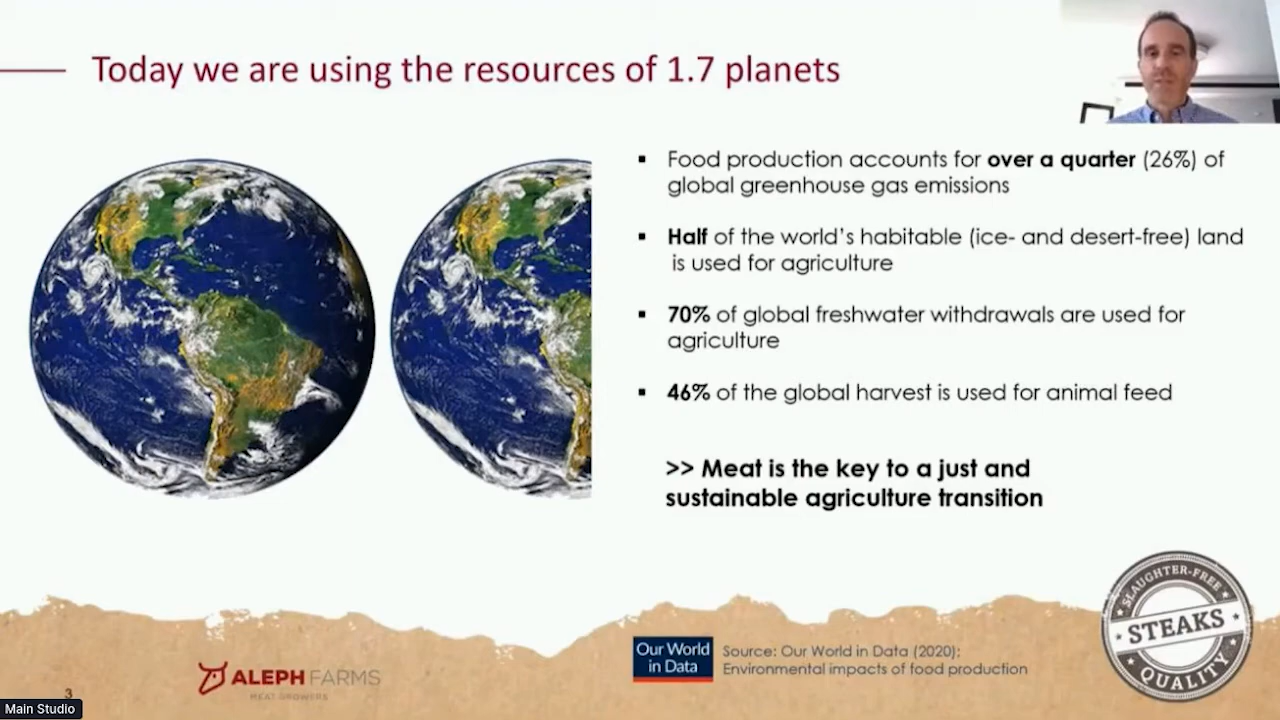 Today we are using the resources of 1.7 planets
▪ Food production accounts for over a quarter (26%) of
global greenhouse gas emissions
▪ Half of the world's habitable (ice- and desert-free) land
is used for agriculture
▪ 70% of global freshwater withdrawals are used for
agriculture
▪ 46% of the global harvest is used for animal feed
>> Meat is the key to a just and
sustainable agriculture transition
SLAUGHTER-FREE
STEAKS
QUALITY
Our World
in Data
Source: Our World in Data (2020);
Environmental impacts of food production
ALEPH FARMS
MEAT GROWERS
3
Main Studio